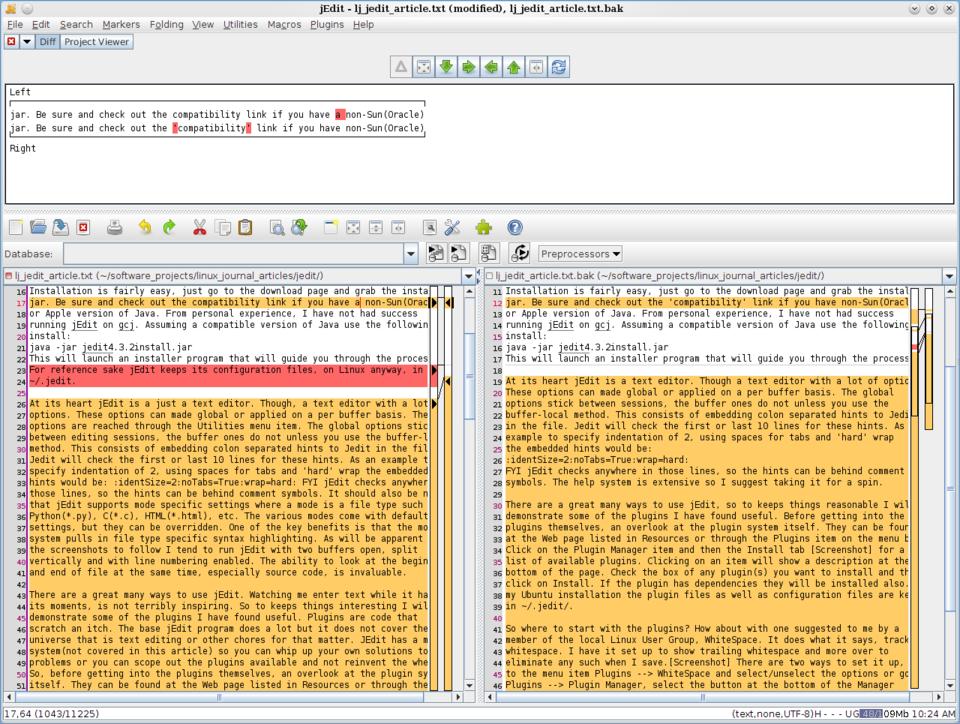 jEdit - lj_jedit_article.txt (modified), lj_jedit_article.txt.bak
File Edit Search Markers Folding View Utilities Macros Plugins Help
Diff Project Viewer
Left
jar. Be sure and check out the compatibility link if you have a non-Sun(Oracle)
jar. Be sure and check out the 'compatibility' link if you have non-Sun(Oracle)
Right
Database: Preprocessors
lj_jedit_article.txt (~/software_projects/linux_journal_articles/jedit/)
16 Installation is fairly easy, just go to the download page and grab the insta
17 jar. Be sure and check out the compatibility link if you have a non-Sun(Orac
18 or Apple version of Java. From personal experience, I have not had success
19 running jEdit on gcj. Assuming a compatible version of Java use the followin
20 install:
21 java -jar jedit4.3.2install.jar
22 This will launch an installer program that will guide you through the proces
23 For reference sake jEdit keeps its configuration files, on Linux anyway, in
24 ~/.jedit.
25
26 At its heart jEdit is a just a text editor. Though, a text editor with a lot
27 options. These options can made global or applied on a per buffer basis. The
28 options are reached through the Utilities menu item. The global options stic
29 between editing sessions, the buffer ones do not unless you use the buffer-l
30 method. This consists of embedding colon separated hints to Jedit in the fil
31 Jedit will check the first or last 10 lines for these hints. As an example t
32 specify indentation of 2, using spaces for tabs and 'hard' wrap the embedded
33 hints would be: :identSize=2:noTabs=True:wrap=hard: FYI jEdit checks anywher
34 those lines, so the hints can be behind comment symbols. It should also be n
35 that jEdit supports mode specific settings where a mode is a file type such
36 Python(*.py), C(*.c), HTML(*.html), etc. The various modes come with default
37 settings, but they can be overridden. One of the key benefits is that the mo
38 system pulls in file type specific syntax highlighting. As will be apparent
39 the screenshots to follow I tend to run jEdit with two buffers open, split
40 vertically and with line numbering enabled. The ability to look at the begin
41 and end of file at the same time, especially source code, is invaluable.
42
43 There are a great many ways to use jEdit. Watching me enter text while it ha
44 its moments, is not terribly inspiring. So to keeps things interesting I wil
45 demonstrate some of the plugins I have found useful. Plugins are code that
46 scratch an itch. The base jEdit program does a lot but it does not cover the
47 universe that is text editing or other chores for that matter. JEdit has a m
48 system(not covered in this article) so you can whip up your own solutions to
49 problems or you can scope out the plugins available and not reinvent the whe
50 So, before getting into the plugins themselves, an overlook at the plugin sy
51 itself. They can be found at the Web page listed in Resources or through the
lj_jedit_article.txt.bak (~/software_projects/linux_journal_articles/jedit/)
11 Installation is fairly easy, just go to the download page and grab the instal
12 jar. Be sure and check out the 'compatibility' link if you have non-Sun(Oracl
13 or Apple version of Java. From personal experience, I have not had success
14 running jEdit on gcj. Assuming a compatible version of Java use the following
15 install:
16 java -jar jedit4.3.2install.jar
17 This will launch an installer program that will guide you through the process
18
19 At its heart jEdit is a text editor. Though a text editor with a lot of optic
20 These options can made global or applied on a per buffer basis. The global
21 options stick between sessions, the buffer ones do not unless you use the
22 buffer-local method. This consists of embedding colon separated hints to Jedi
23 in the file. Jedit will check the first or last 10 lines for these hints. As
24 example to specify indentation of 2, using spaces for tabs and 'hard' wrap
25 the embedded hints would be:
26 :identSize=2:noTabs=True:wrap=hard:
27 FYI jEdit checks anywhere in those lines, so the hints can be behind comment
28 symbols. The help system is extensive so I suggest taking it for a spin.
29
30 There are a great many ways to use jEdit, so to keeps things reasonable I wil
31 demonstrate some of the plugins I have found useful. Before getting into the
32 plugins themselves, an overlook at the plugin system itself. They can be four
33 at the Web page listed in Resources or through the Plugins item on the menu b
34 Click on the Plugin Manager item and then the Install tab [Screenshot] for a
35 list of available plugins. Clicking on an item will show a description at the
36 bottom of the page. Check the box of any plugin(s) you want to install and th
37 click on Install. If the plugin has dependencies they will be installed also.
38 my Ubuntu installation the plugin files as well as configuration files are ke
39 in ~/.jedit/.
40
41 So where to start with the plugins? How about with one suggested to me by a
42 member of the local Linux User Group, WhiteSpace. It does what it says, track
43 whitespace. I have it set up to show trailing whitespace and more over to
44 eliminate any such when I save.[Screenshot] There are two ways to set it up,
45 to the menu item Plugins --> WhiteSpace and select/unselect the options or go
46 Plugins --> Plugin Manager, select the button at the bottom of the Manager
17,64 (1043/11225)
(text,none,UTF-8)H - - - UG 48/109Mb 10:24 AM